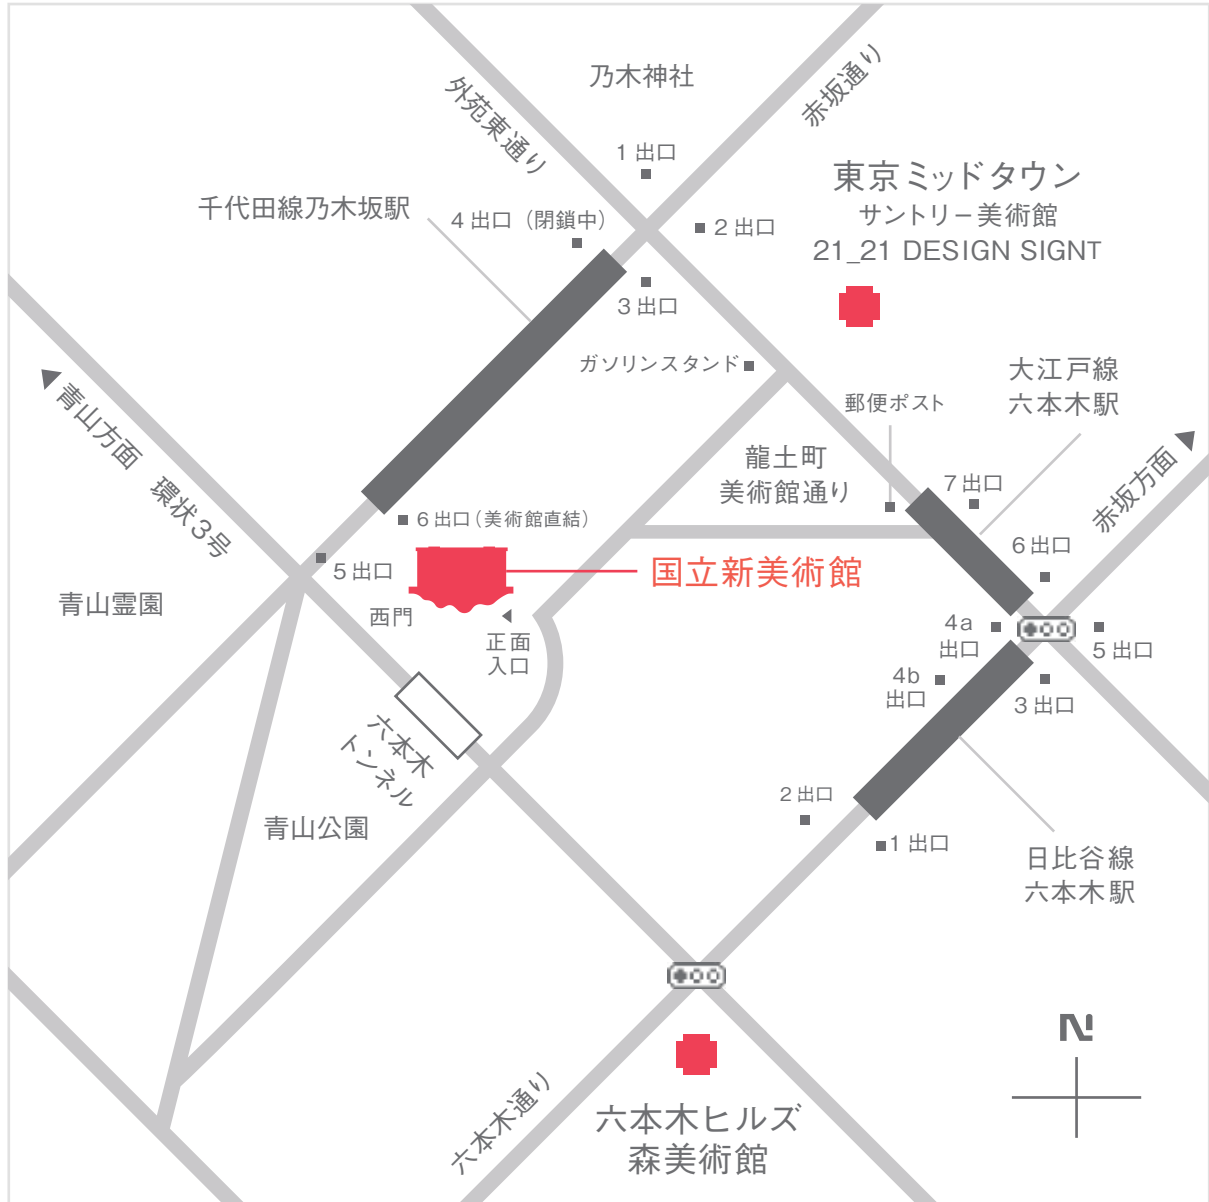 乃木神社
外苑東通り
赤坂通り
1 出口
東京ミッドタウン
サントリー美術館
21_21 DESIGN SIGNT
千代田線乃木坂駅
4 出口（閉鎖中）
2 出口
3 出口
ガソリンスタンド
大江戸線
六本木駅
郵便ポスト
青山方面 環状3号
龍土町
美術館通り
7 出口
赤坂方面
6 出口（美術館直結）
6 出口
5 出口
国立新美術館
青山霊園
西門
正面
入口
4a
出口
5 出口
4b
出口
3 出口
六本木
トンネル
2 出口
青山公園
1 出口
日比谷線
六本木駅
N
六本木通り
六本木ヒルズ
森美術館